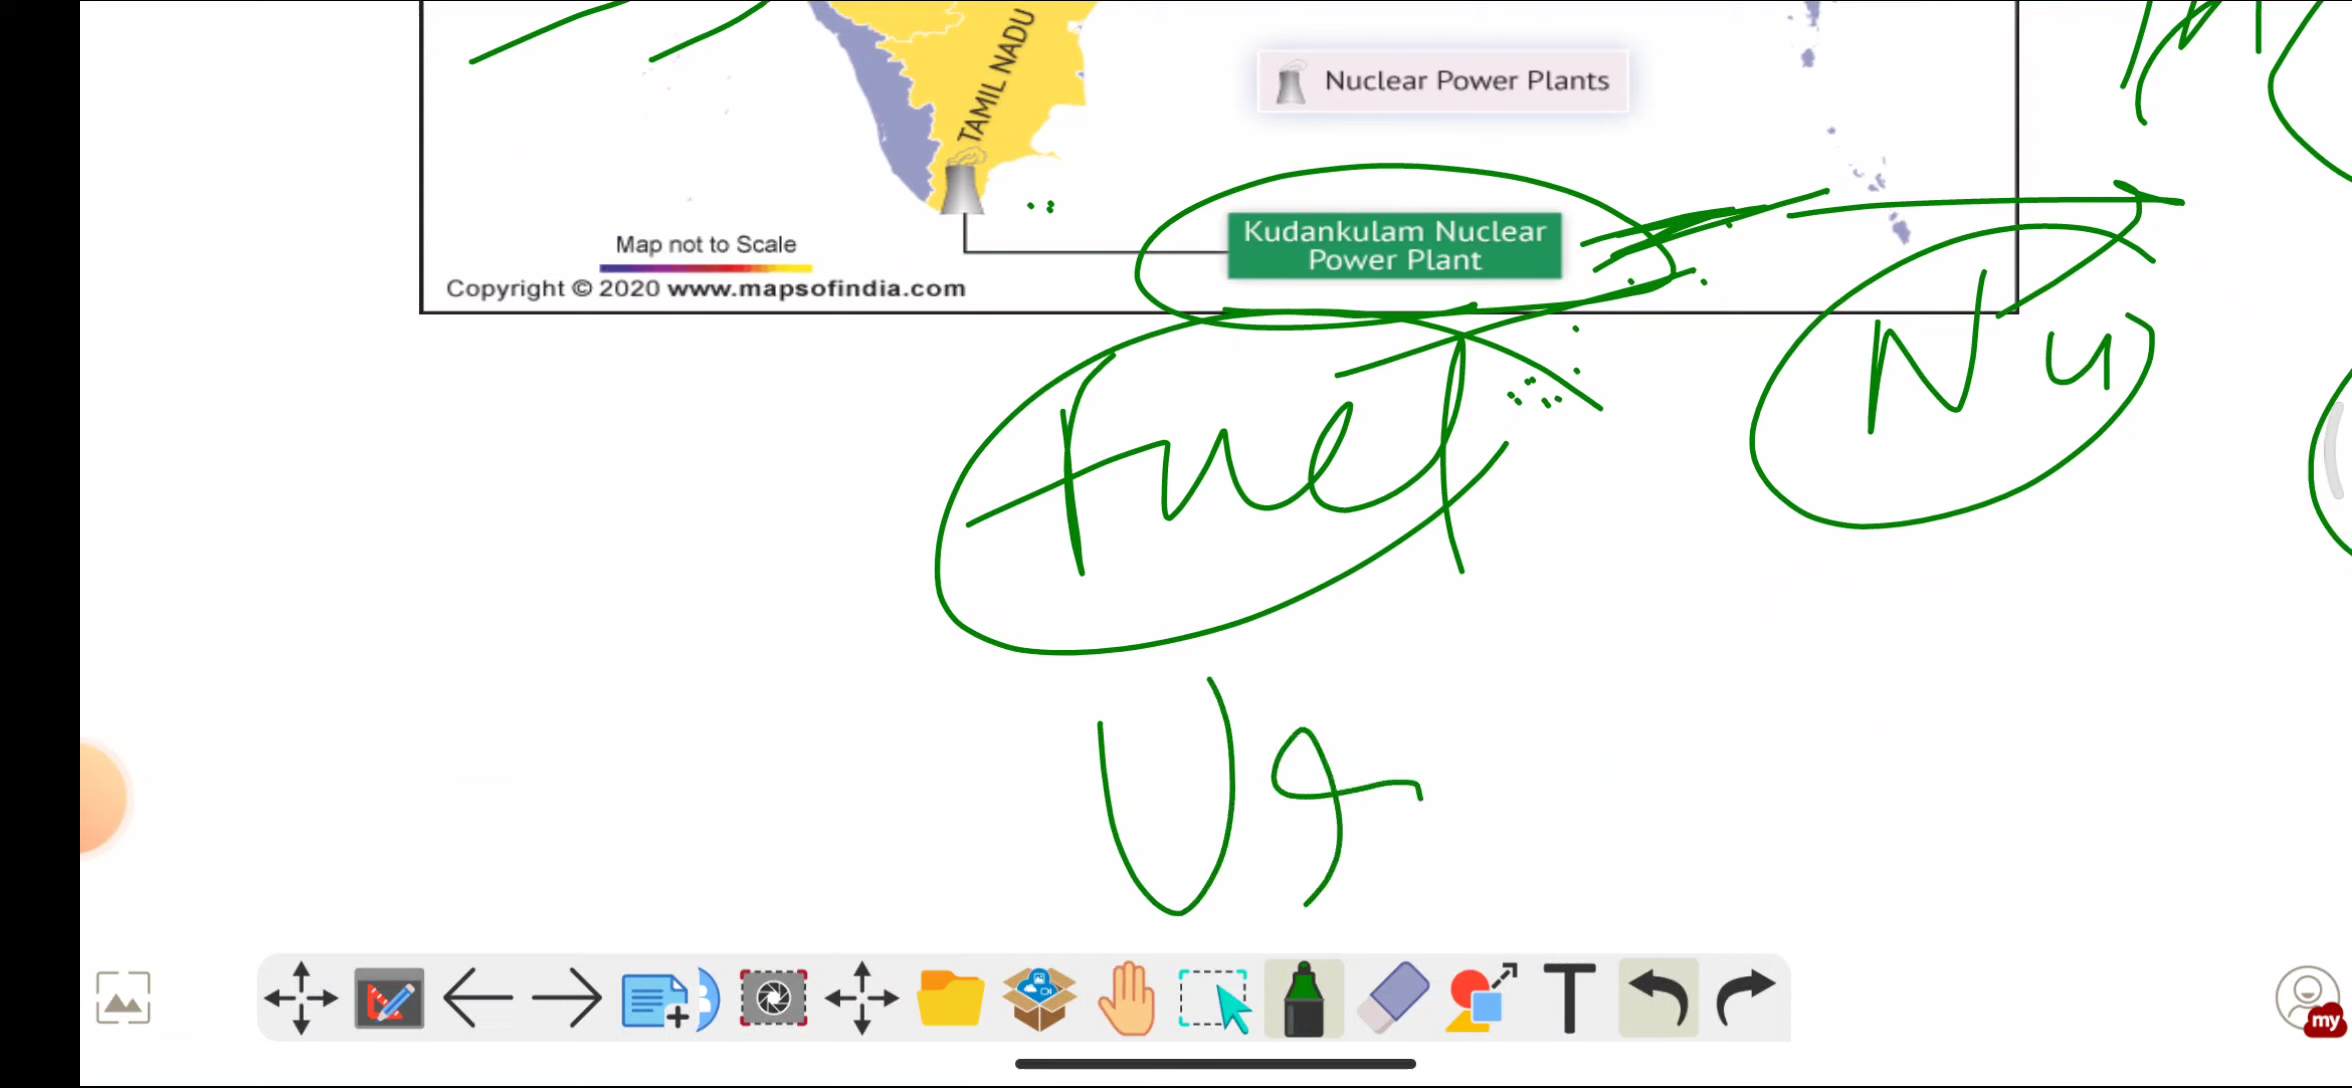 TAMIL NADU
Nuclear Power Plants
Kudankulam Nuclear
Power Plant
Map not to Scale
Copyright © 2020 www.mapsofindia.com
Fuel
Nu
my